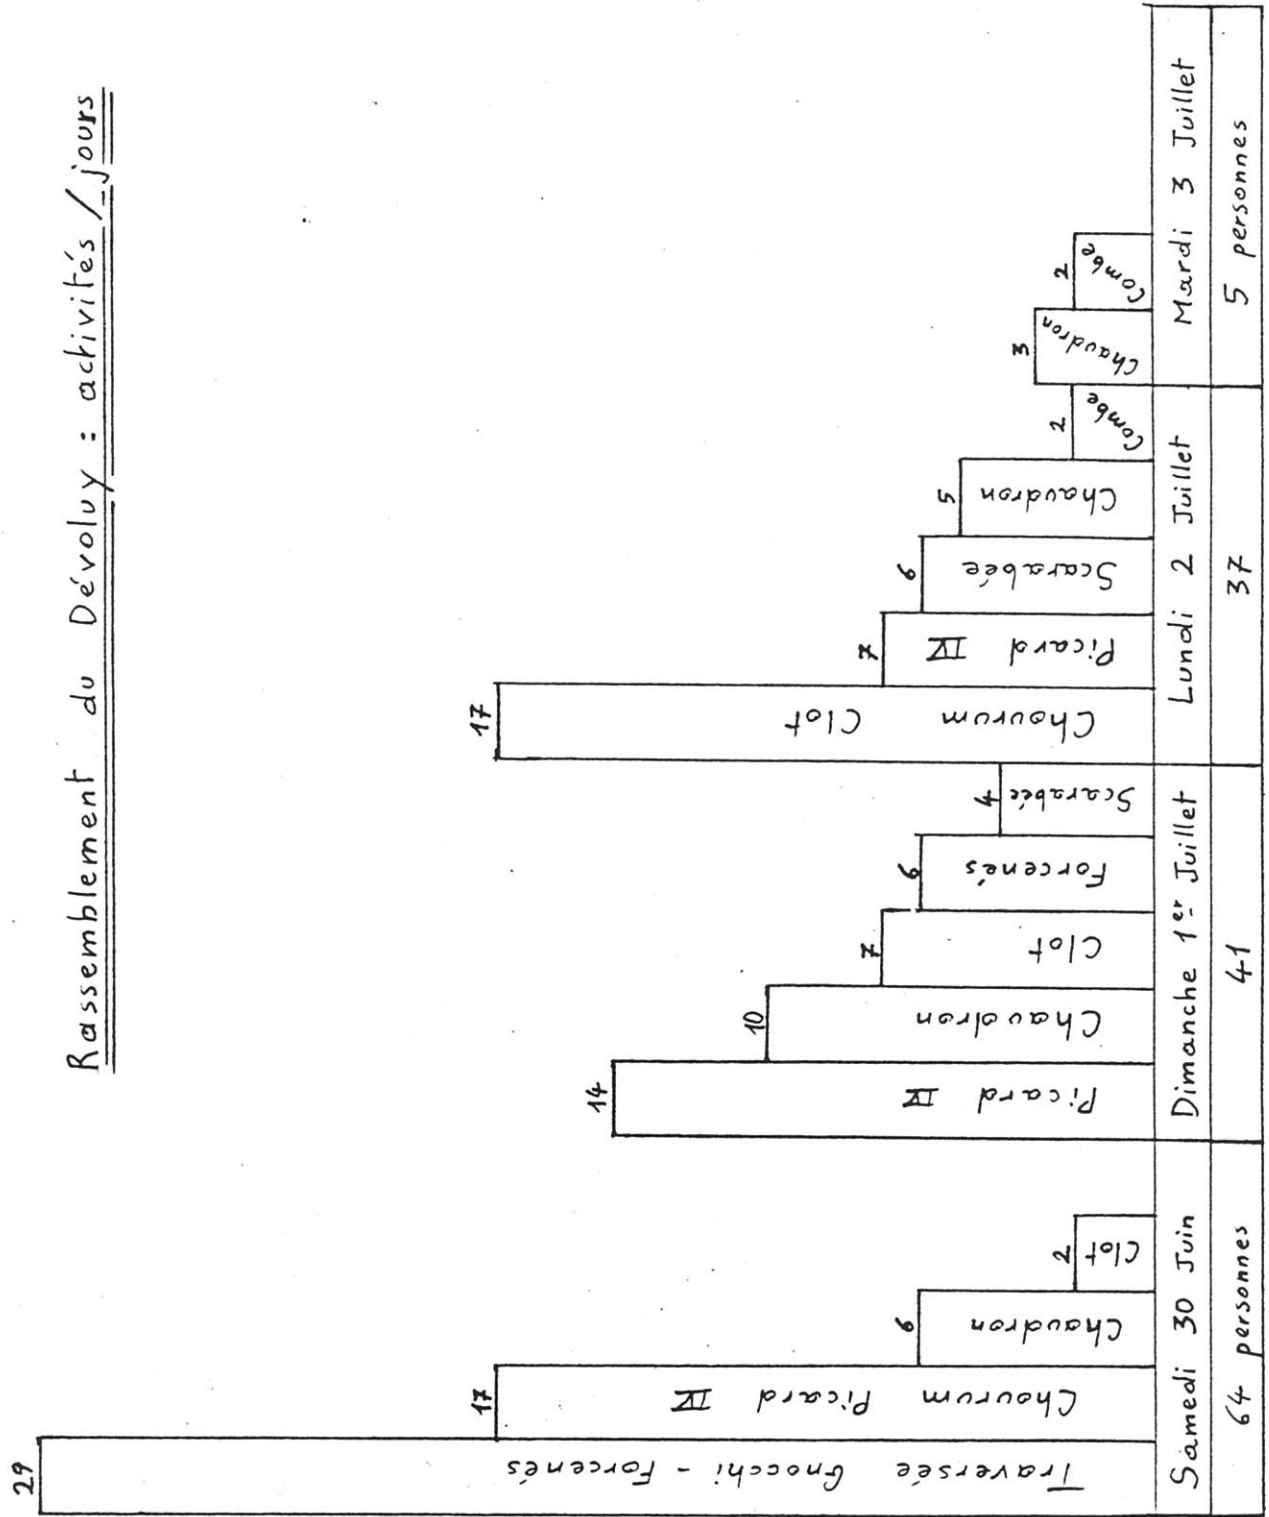 Rassemblement du Dévoluy : activités / jours
29
Traversée Gnocchi - Forcenés
17
Chourum Picard IV
6
Chaudron
2
Clot
14
Picard IV
10
Chaudron
7
Clot
6
Forcenés
4
Scarabée
17
Chourum Clot
7
Picard IV
6
Scarabée
5
Chaudron
2
Combe
3
Chaudron
2
Combe
Samedi 30 Juin
Dimanche 1er Juillet
Lundi 2 Juillet
Mardi 3 Juillet
64 personnes
41
37
5 personnes